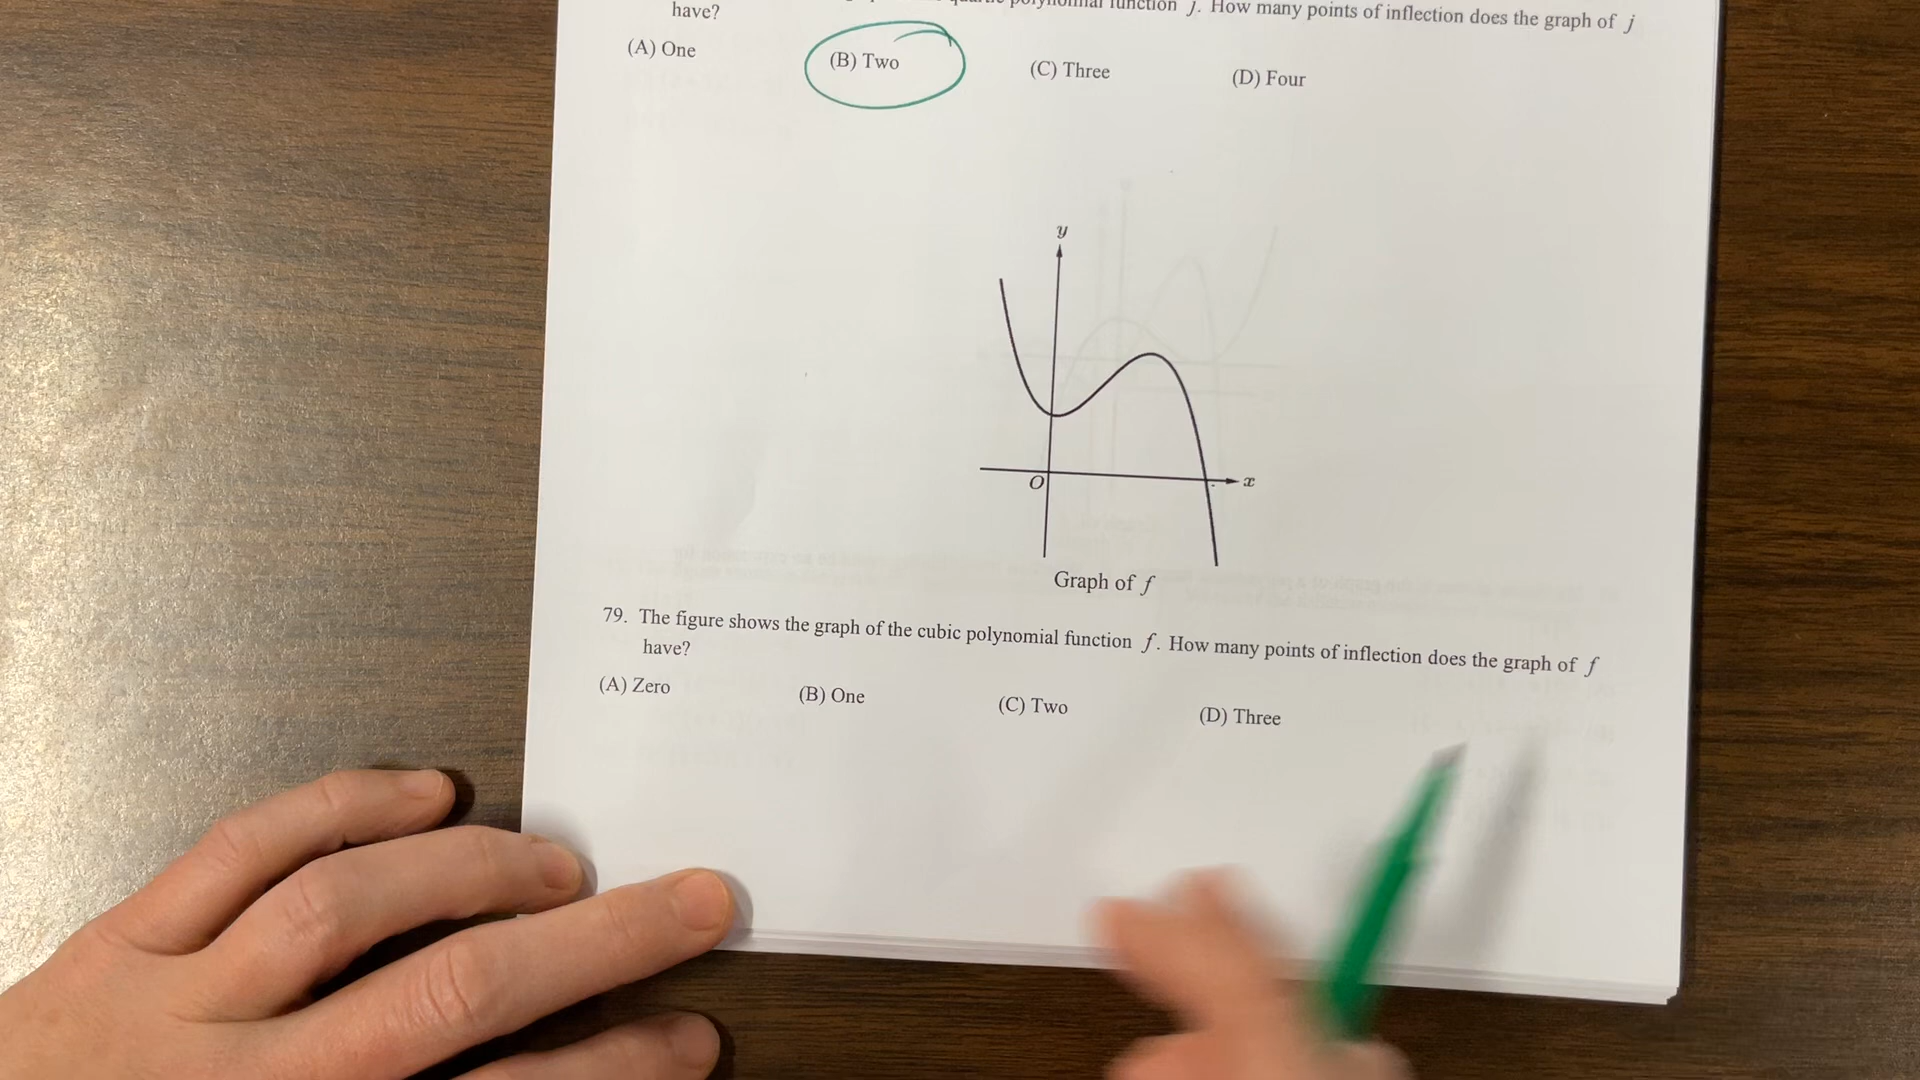 polynomial function j. How many points of inflection does the graph of j
have?
(A) One
(B) Two
(C) Three
(D) Four
y
O
x
Graph of f
79. The figure shows the graph of the cubic polynomial function f. How many points of inflection does the graph of f
have?
(A) Zero
(B) One
(C) Two
(D) Three